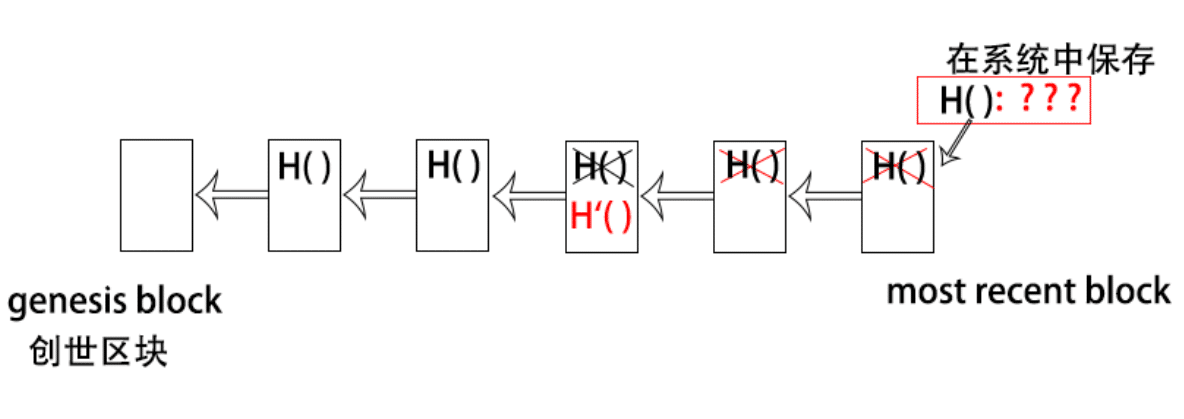 在系统中保存
H( ): ? ? ?
H( )
H( )
H( )
H‘( )
H( )
H( )
genesis block
创世区块
most recent block